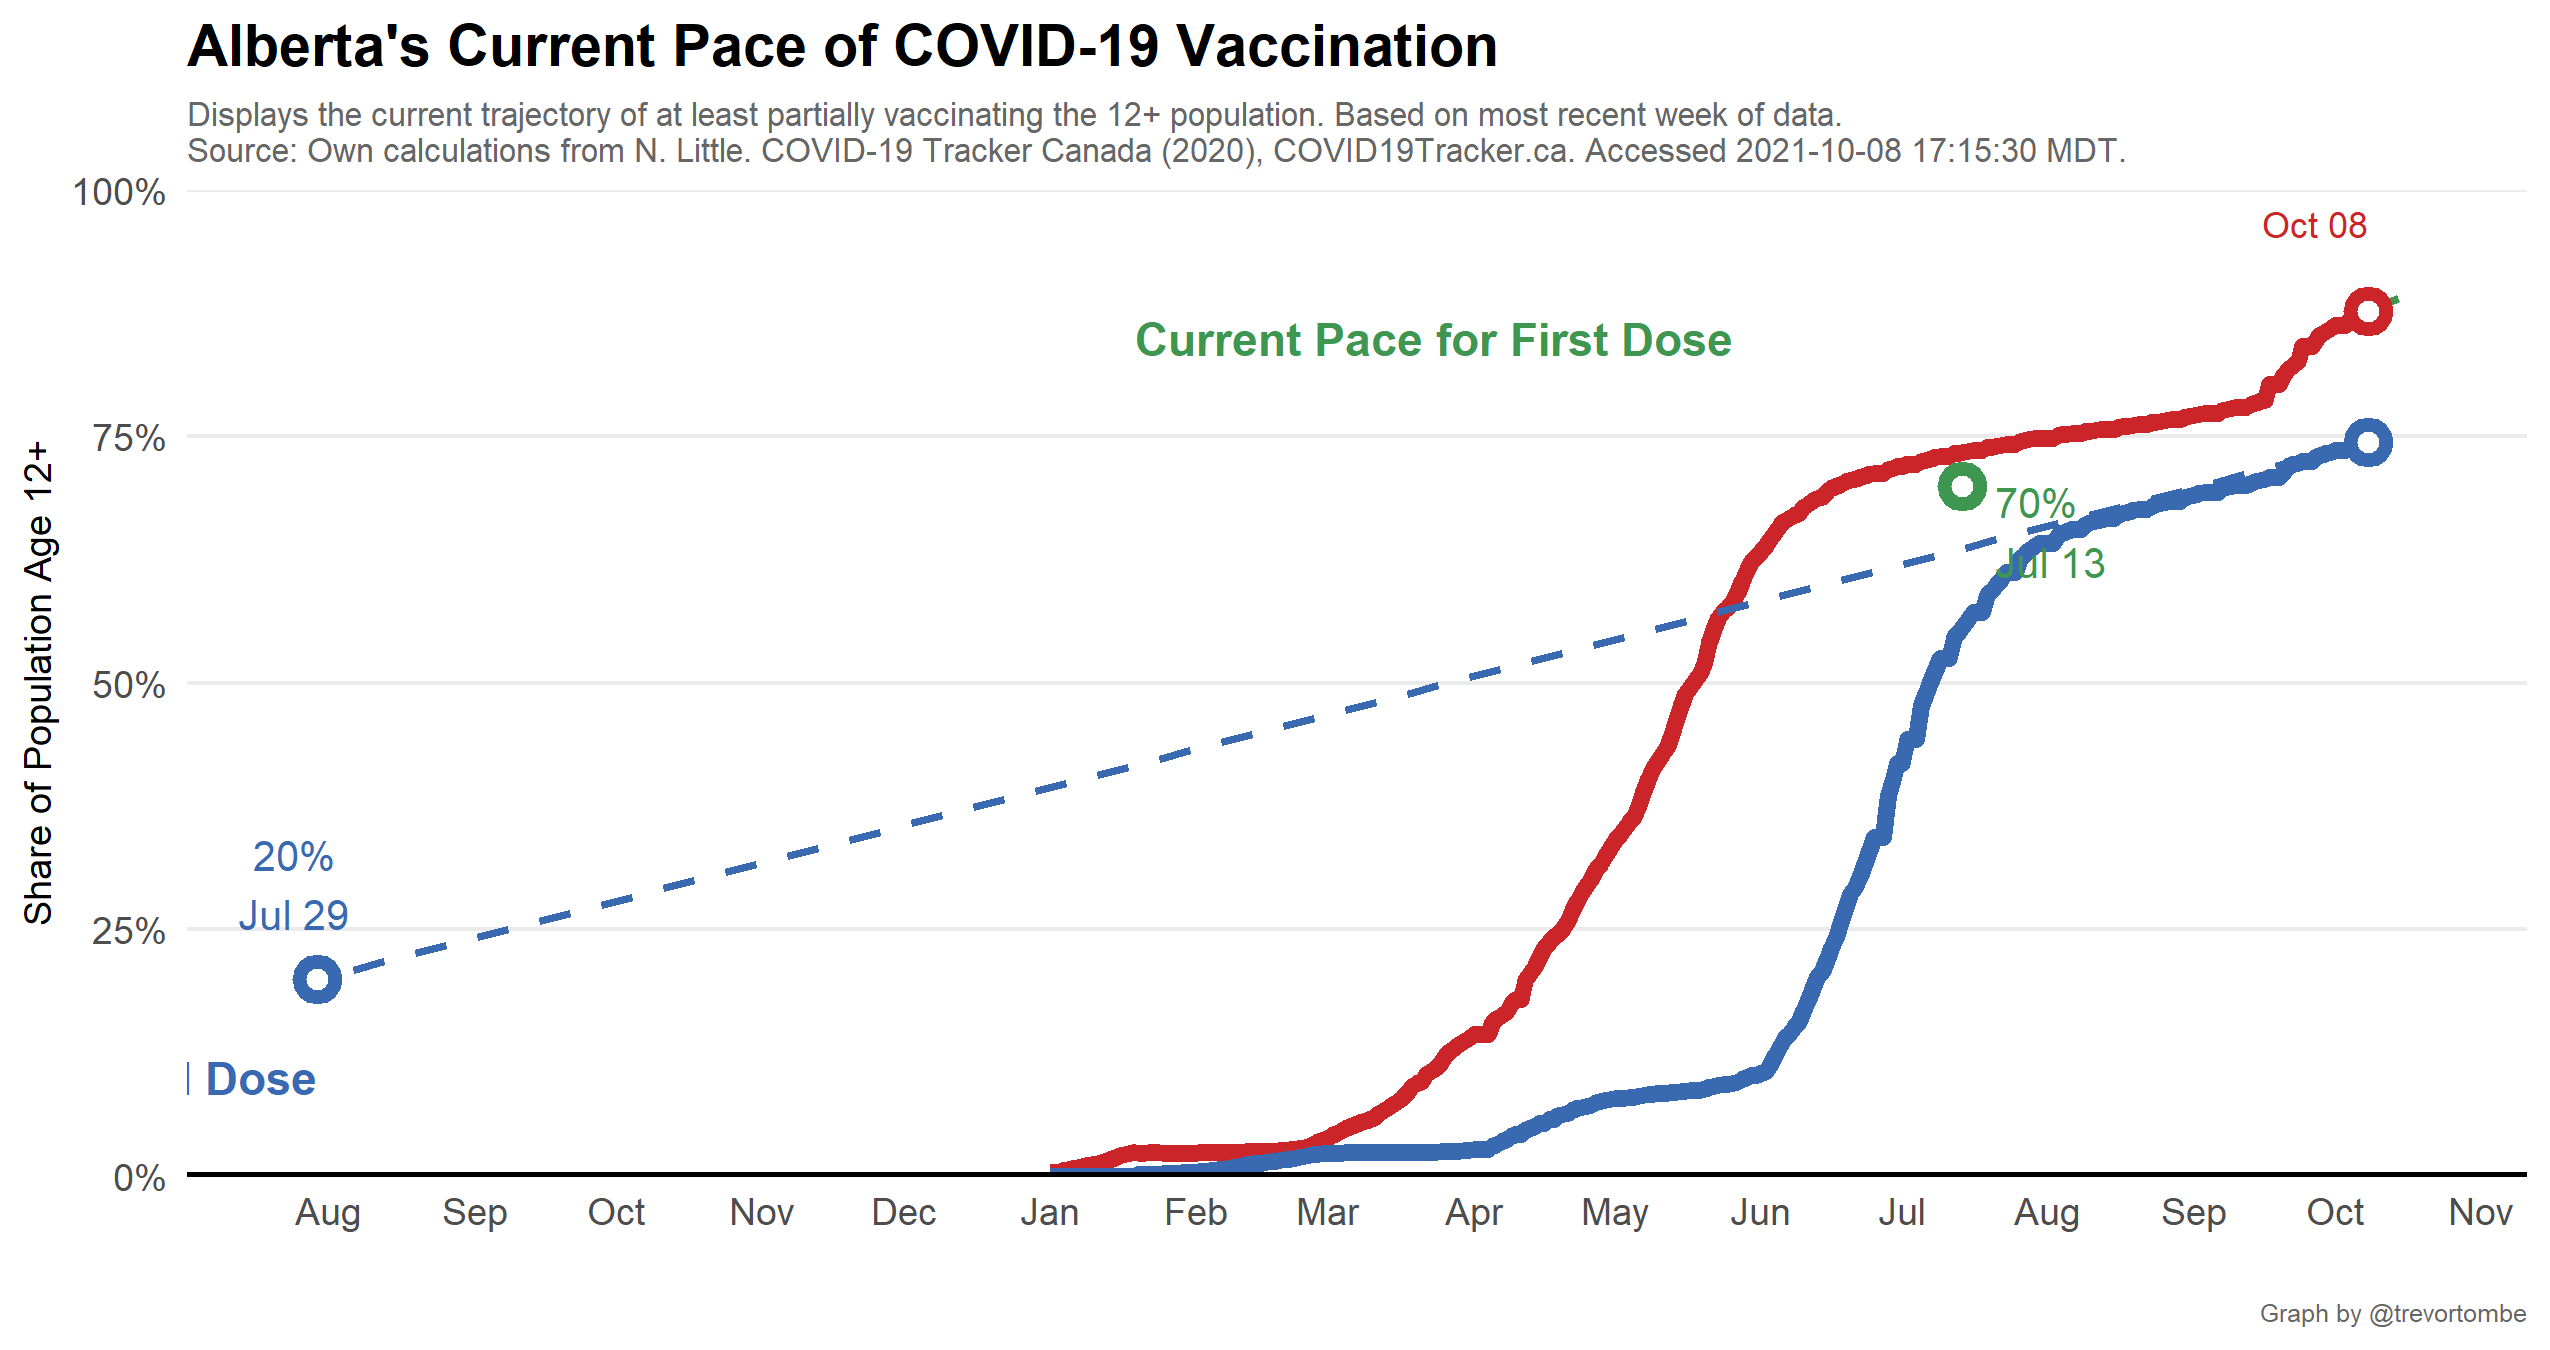 Alberta's Current Pace of COVID-19 Vaccination
Displays the current trajectory of at least partially vaccinating the 12+ population. Based on most recent week of data.
Source: Own calculations from N. Little. COVID-19 Tracker Canada (2020), COVID19Tracker.ca. Accessed 2021-10-08 17:15:30 MDT.
100%
Oct 08
Current Pace for First Dose
75%
70%
Jul 13
Share of Population Age 12+
50%
20%
Jul 29
25%
Dose
0%
Aug Sep Oct Nov Dec Jan Feb Mar Apr May Jun Jul Aug Sep Oct Nov
Graph by @trevortombe